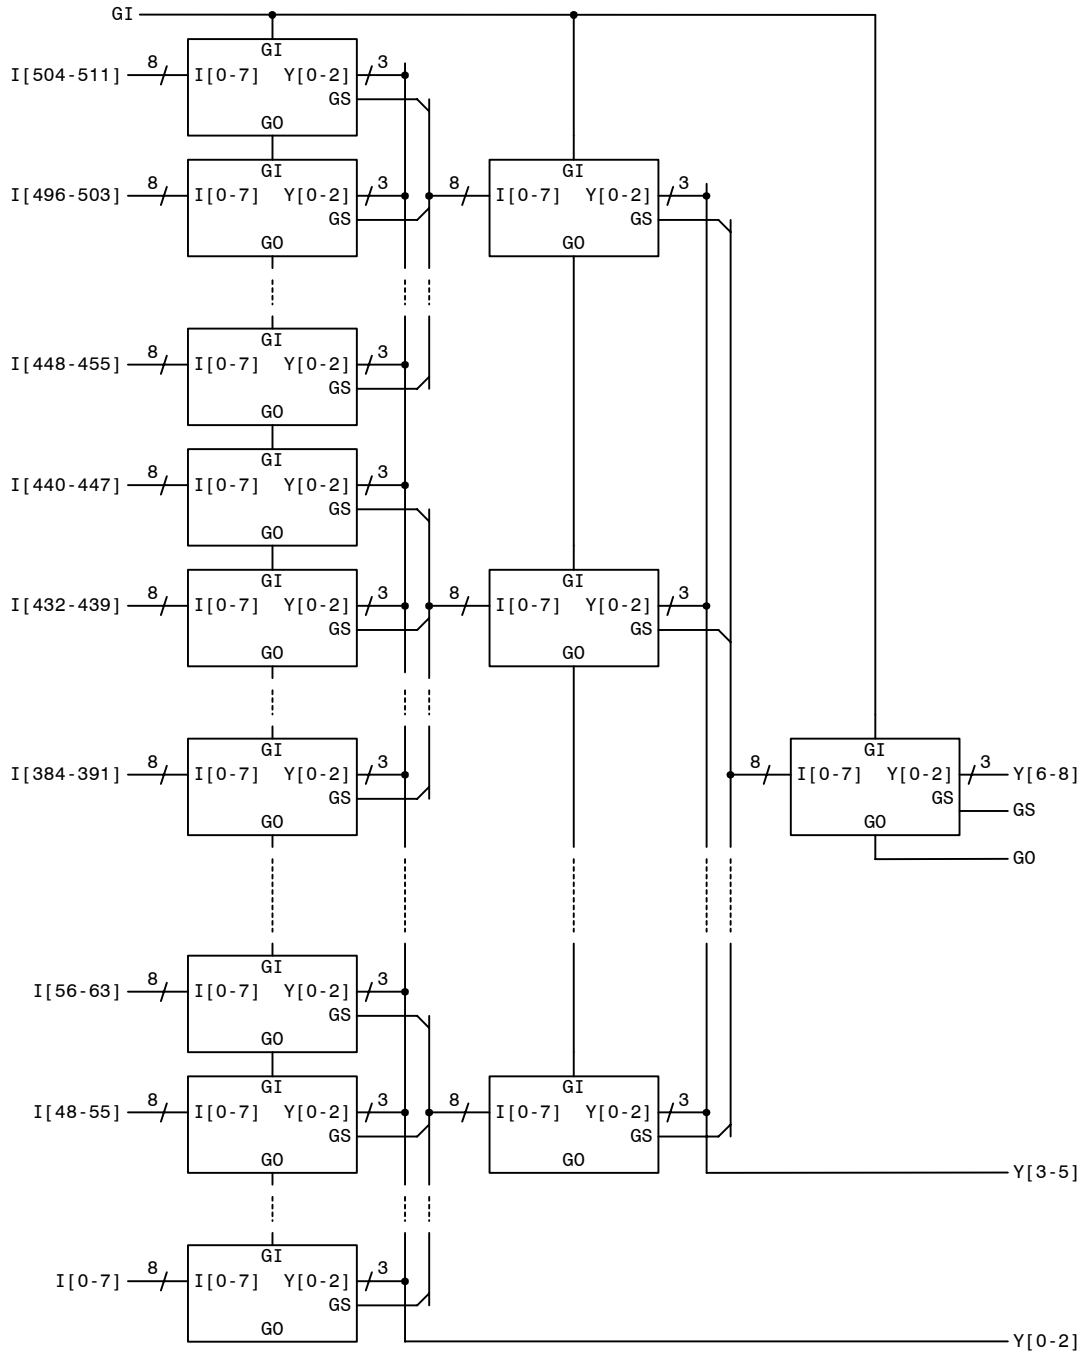 GI
GI
8 3
I[504-511] I[0-7] Y[0-2]
GS
GO
GI GI
8 3 8 3
I[496-503] I[0-7] Y[0-2] I[0-7] Y[0-2]
GS GS
GO GO
GI
8 3
I[448-455] I[0-7] Y[0-2]
GS
GO
GI
8 3
I[440-447] I[0-7] Y[0-2]
GS
GO
GI GI
8 3 8 3
I[432-439] I[0-7] Y[0-2] I[0-7] Y[0-2]
GS GS
GO GO
GI GI
8 3 8 3
I[384-391] I[0-7] Y[0-2] I[0-7] Y[0-2] Y[6-8]
GS GS GS
GO GO
GO
GI
8 3
I[56-63] I[0-7] Y[0-2]
GS
GO
GI GI
8 3 8 3
I[48-55] I[0-7] Y[0-2] I[0-7] Y[0-2]
GS GS
GO GO
Y[3-5]
GI
8 3
I[0-7] I[0-7] Y[0-2]
GS
GO
Y[0-2]